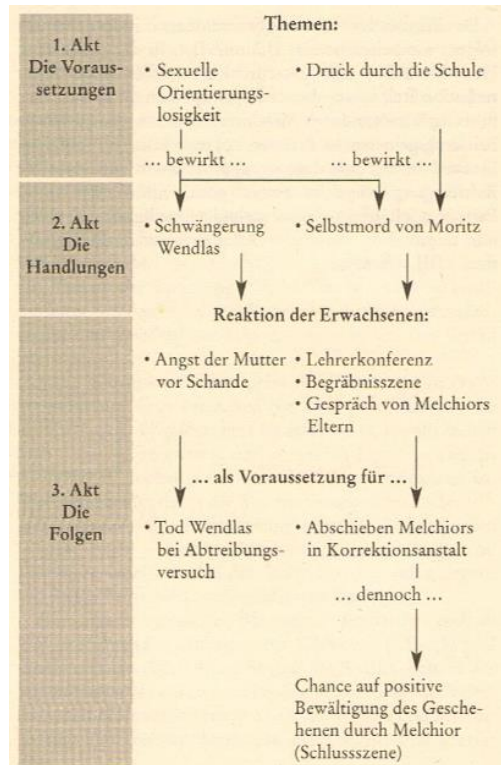 Themen:
1. Akt
Die Voraus-
setzungen
• Sexuelle
Orientierungs-
losigkeit
• Druck durch die Schule
... bewirkt ...
... bewirkt ...
2. Akt
Die
Handlungen
• Schwängerung
Wendlas
• Selbstmord von Moritz
Reaktion der Erwachsenen:
• Angst der Mutter
vor Schande
• Lehrerkonferenz
• Begräbnisszene
• Gespräch von Melchiors
Eltern
... als Voraussetzung für ...
3. Akt
Die
Folgen
• Tod Wendlas
bei Abtreibungs-
versuch
• Abschieben Melchiors
in Korrektionsanstalt
... dennoch ...
Chance auf positive
Bewältigung des Gesche-
henen durch Melchior
(Schlussszene)